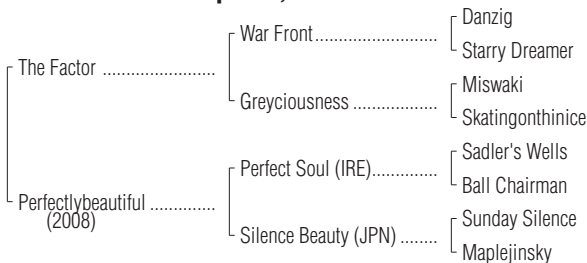 Danzig
War Front..........................
Starry Dreamer
The Factor ........................
Miswaki
Greyciousness ..................
Skatingonthinice
Sadler's Wells
Perfect Soul (IRE)..............
Ball Chairman
Perfectlybeautiful ..............
(2008)
Sunday Silence
Silence Beauty (JPN) ........
Maplejinsky